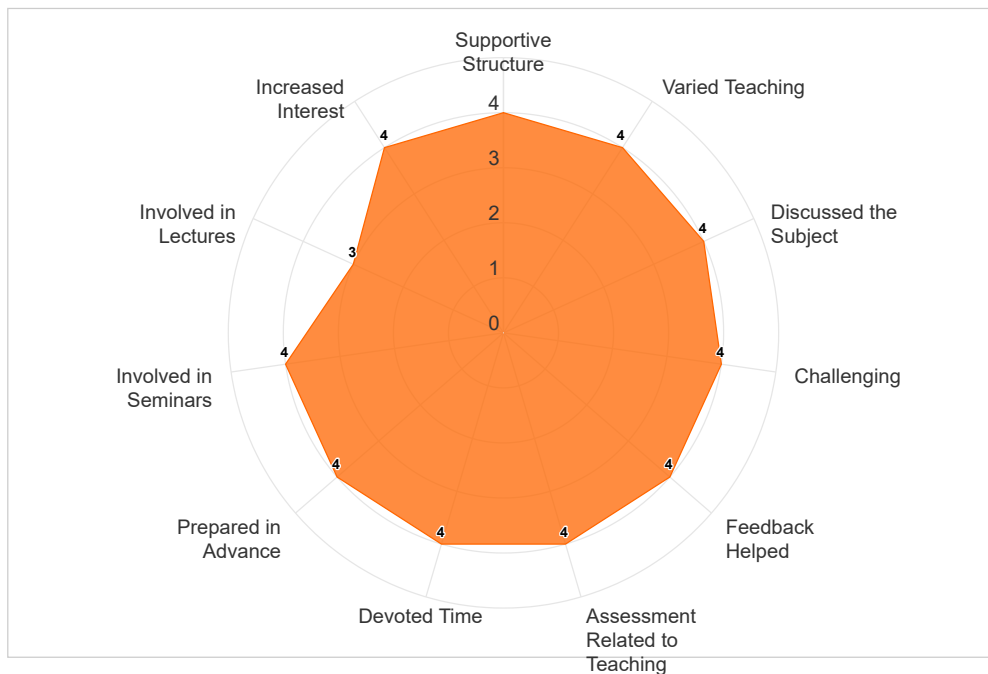 Supportive
Structure
Increased
Interest
Varied Teaching
4
4
4
3
Involved in
Lectures
Discussed the
Subject
2
4
3
1
0
4
4
Involved in
Seminars
Challenging
4
4
Prepared in
Advance
Feedback
Helped
4
4
Devoted Time
Assessment
Related to
Teaching